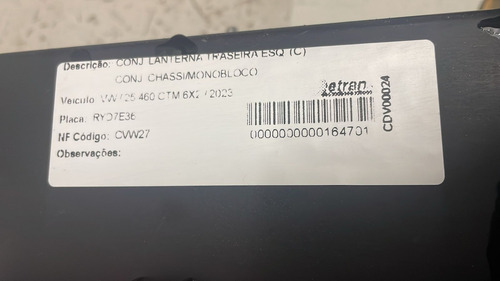 Descrição: CONJ LANTERNA TRASEIRA ESQ (C)
CONJ CHASSI/MONOBLOCO
Veículo: VW / 25 460 CTM 6X2 / 2023
Placa: RYD7E36
NF Código: CVW27
Observações:
etran
0000000000164701
CDV00024